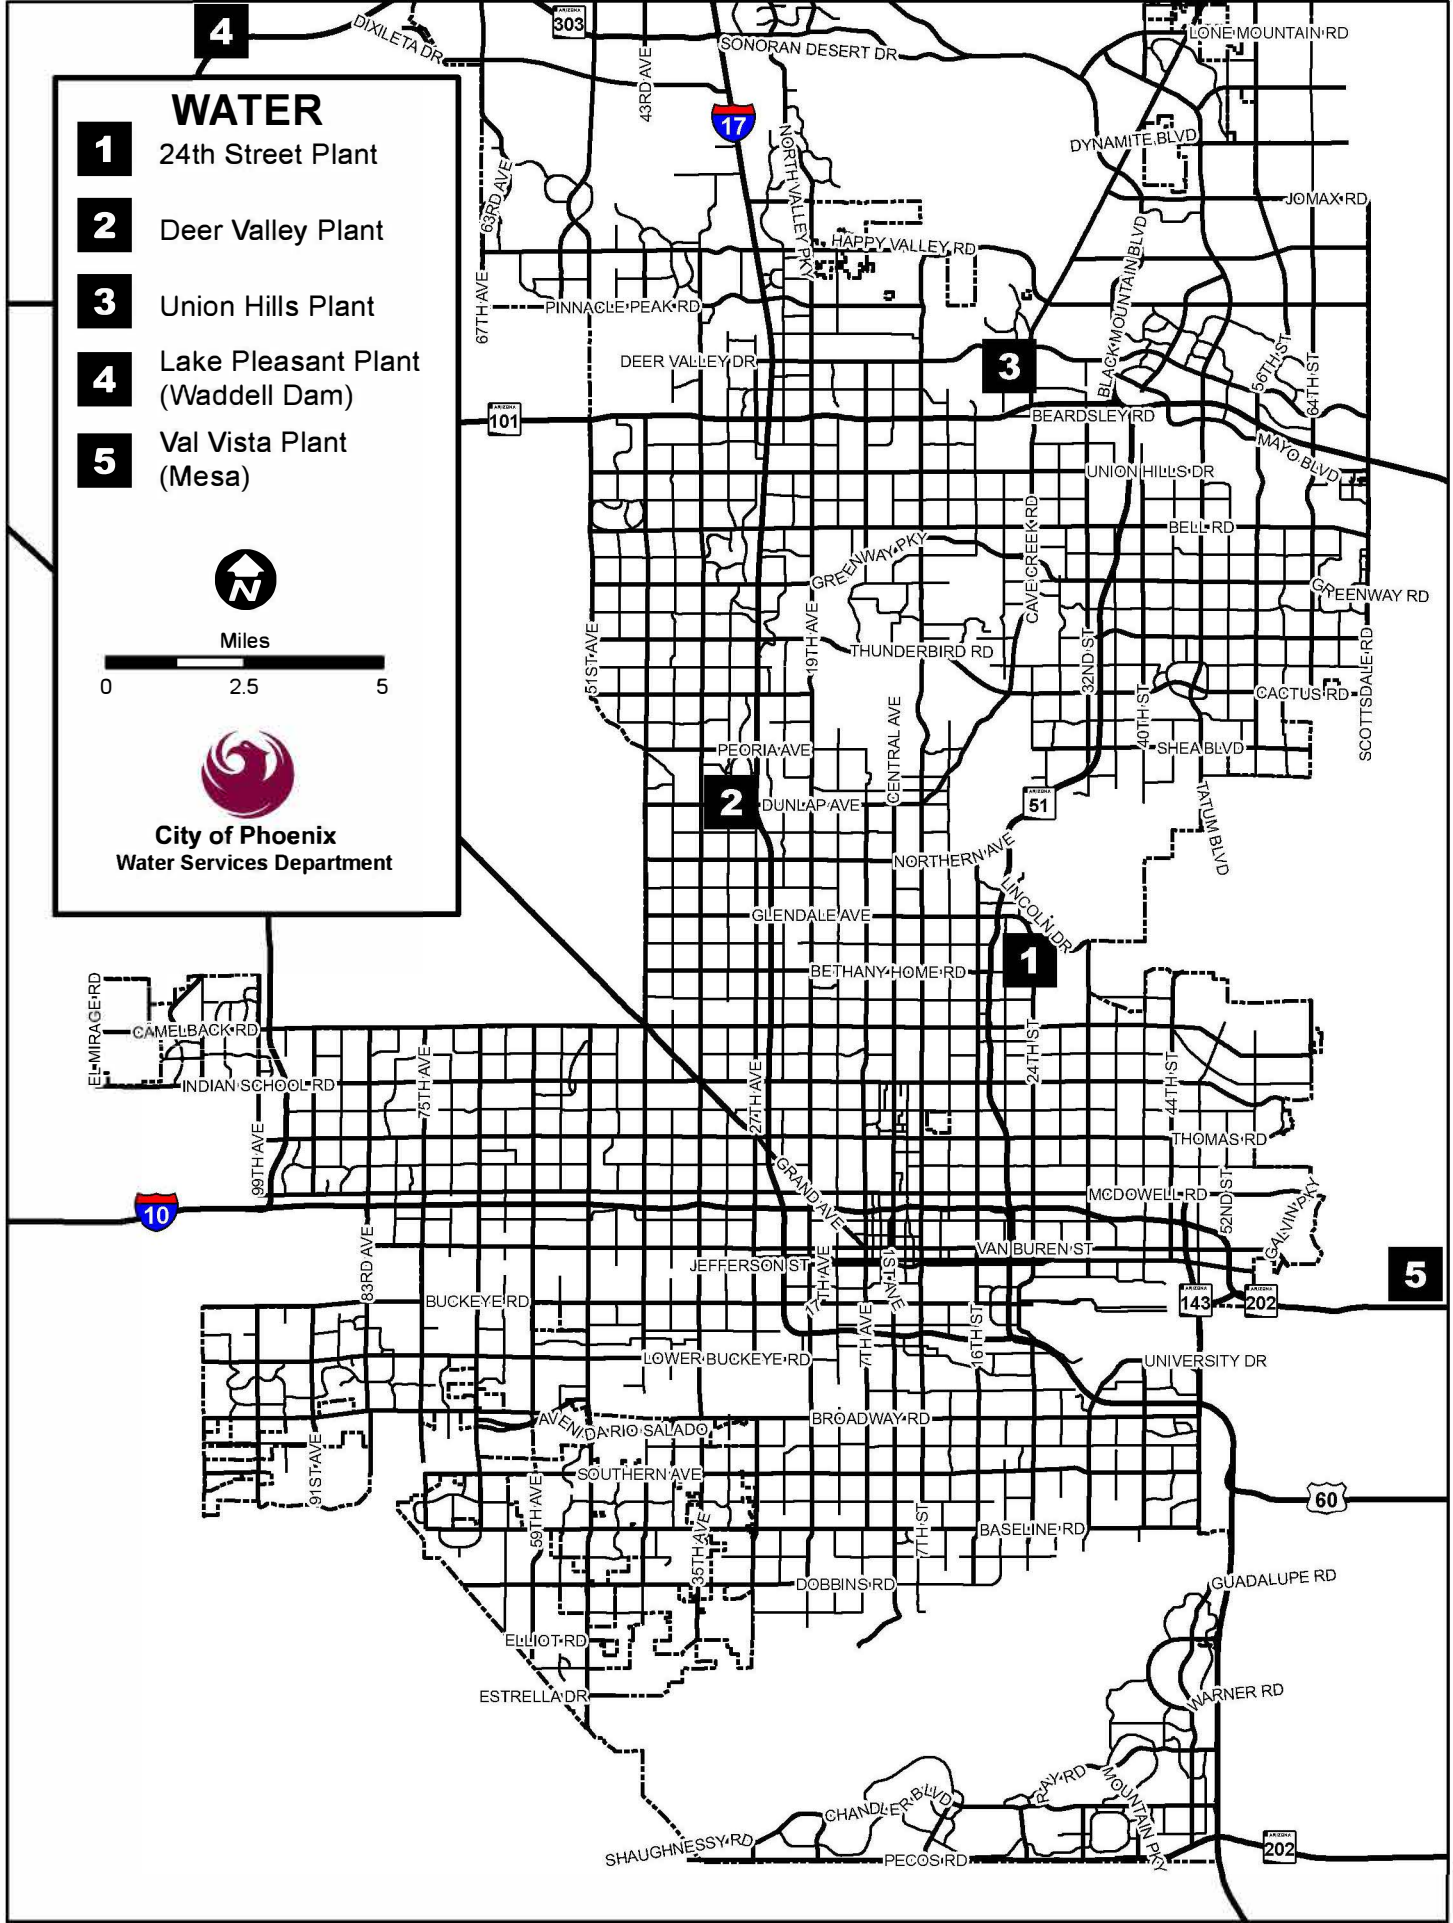 4
DIXILETA DR
ARIZONA
303
43RD AVE
SONORAN DESERT DR
LONE MOUNTAIN RD
WATER
1
24th Street Plant
2
Deer Valley Plant
3
Union Hills Plant
4
Lake Pleasant Plant
(Waddell Dam)
5
Val Vista Plant
(Mesa)
N
Miles
0
2.5
5
City of Phoenix
Water Services Department
17
NORTH VALLEY PKY
DYNAMITE BLVD
63RD AVE
JOMAX RD
HAPPY VALLEY RD
BLACK MOUNTAIN BLVD
67TH AVE
PINNACLE PEAK RD
DEER VALLEY DR
3
56TH ST
64TH ST
ARIZONA
101
BEARDSLEY RD
MAYO BLVD
UNION HILLS DR
BELL RD
CAVE CREEK RD
GREENWAY PKY
GREENWAY RD
51ST AVE
19TH AVE
THUNDERBIRD RD
32ND ST
SCOTTSDALE RD
CACTUS RD
40TH ST
CENTRAL AVE
PEORIA AVE
SHEA BLVD
2
DUNLAP AVE
ARIZONA
51
TATUM BLVD
NORTHERN AVE
LINCOLN DR
GLENDALE AVE
1
BETHANY HOME RD
EL MIRAGE RD
CAMELBACK RD
INDIAN SCHOOL RD
75TH AVE
27TH AVE
24TH ST
44TH ST
99TH AVE
THOMAS RD
GRAND AVE
MCDOWELL RD
52ND ST
GALVIN PKY
10
83RD AVE
VAN BUREN ST
JEFFERSON ST
17TH AVE
1ST AVE
5
BUCKEYE RD
ARIZONA
143
ARIZONA
202
7TH AVE
16TH ST
LOWER BUCKEYE RD
UNIVERSITY DR
AVENIDA RIO SALADO
BROADWAY RD
91ST AVE
SOUTHERN AVE
60
59TH AVE
35TH AVE
7TH ST
BASELINE RD
DOBBINS RD
GUADALUPE RD
ELLIOT RD
ESTRELLA DR
WARNER RD
RAY RD
MOUNTAIN PKY
CHANDLER BLVD
SHAUGHNESSY RD
PECOS RD
ARIZONA
202